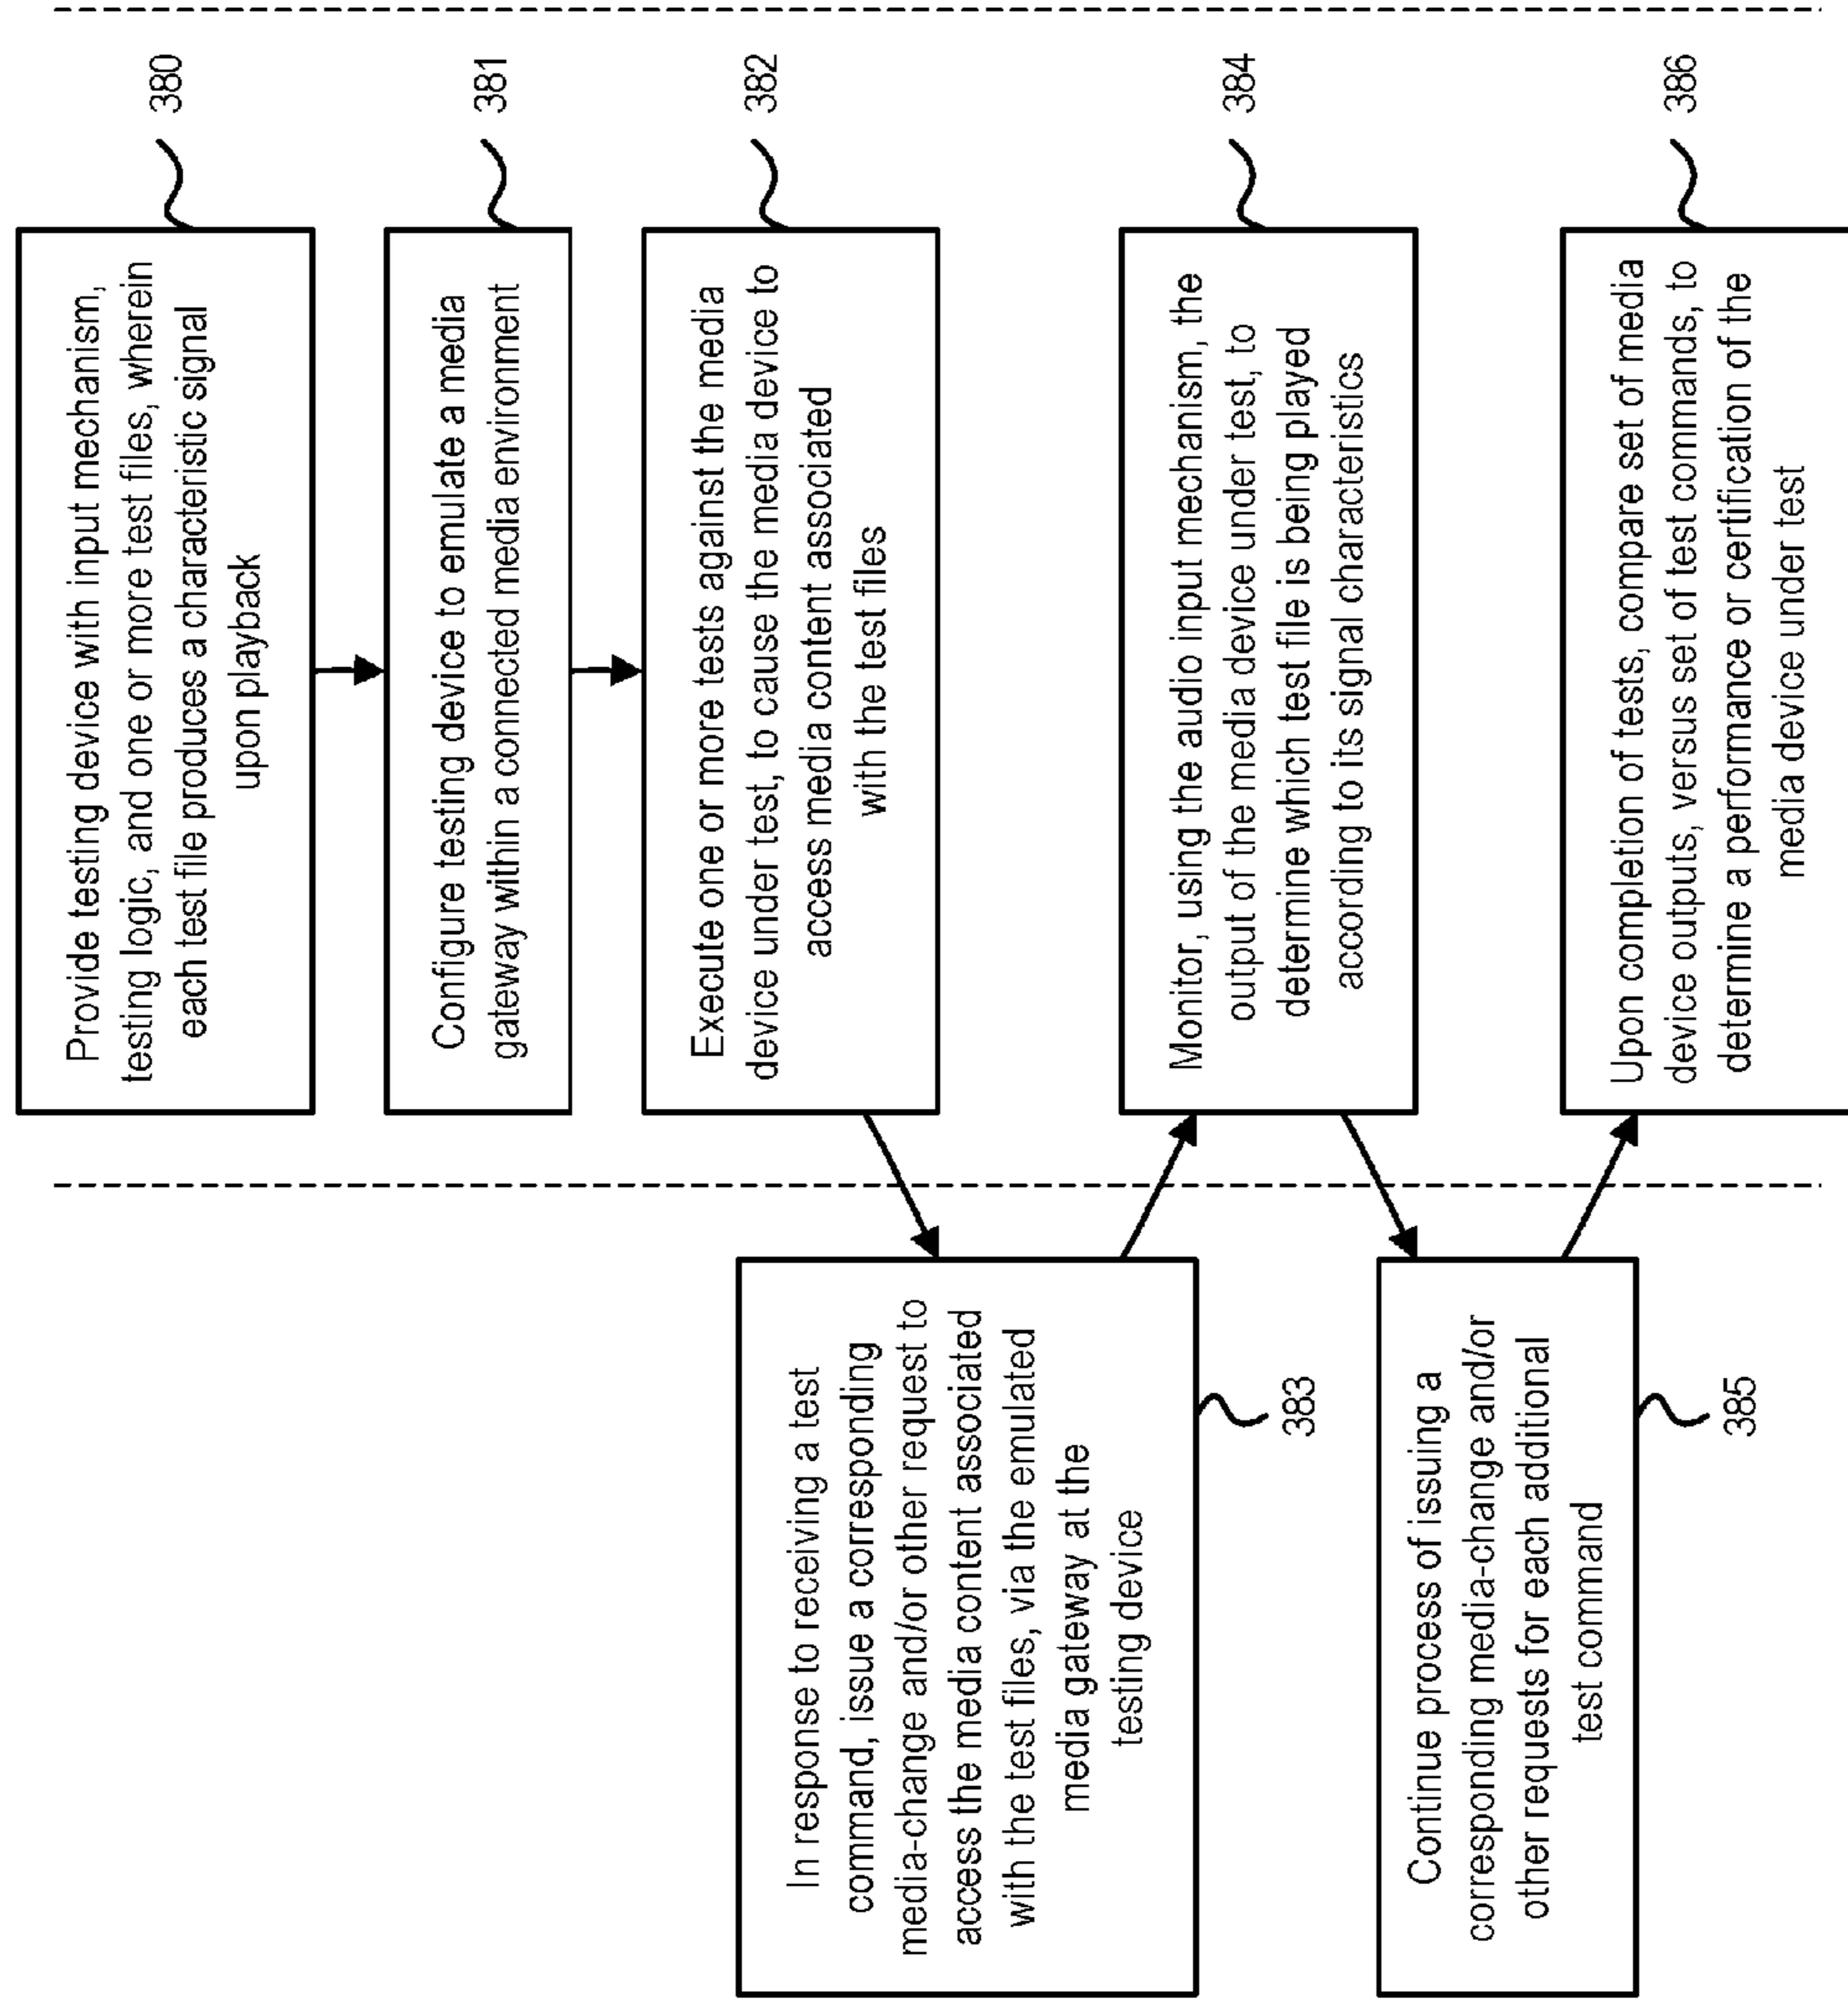 Provide testing device with input mechanism,
testing logic, and one or more test files, wherein
each test file produces a characteristic signal
upon playback
380
Configure testing device to emulate a media
gateway within a connected media environment
381
Execute one or more tests against the media
device under test, to cause the media device to
access media content associated
with the test files
382
In response to receiving a test
command, issue a corresponding
media-change and/or other request to
access the media content associated
with the test files, via the emulated
media gateway at the
testing device
383
Monitor, using the audio input mechanism, the
output of the media device under test, to
determine which test file is being played
according to its signal characteristics
384
Continue process of issuing a
corresponding media-change and/or
other requests for each additional
test command
385
Upon completion of tests, compare set of media
device outputs, versus set of test commands, to
determine a performance or certification of the
media device under test
386